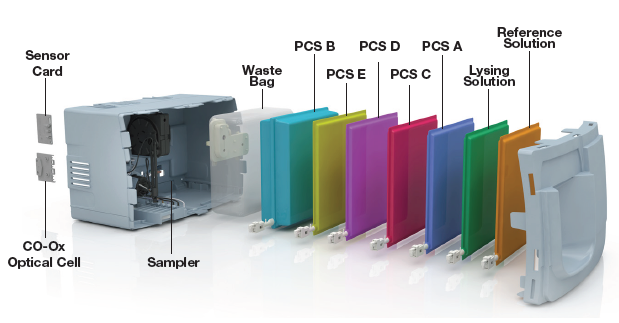 Sensor
Card
Waste
Bag
PCS B
PCS E
PCS D
PCS C
PCS A
Lysing
Solution
Reference
Solution
CO-Ox
Optical Cell
Sampler